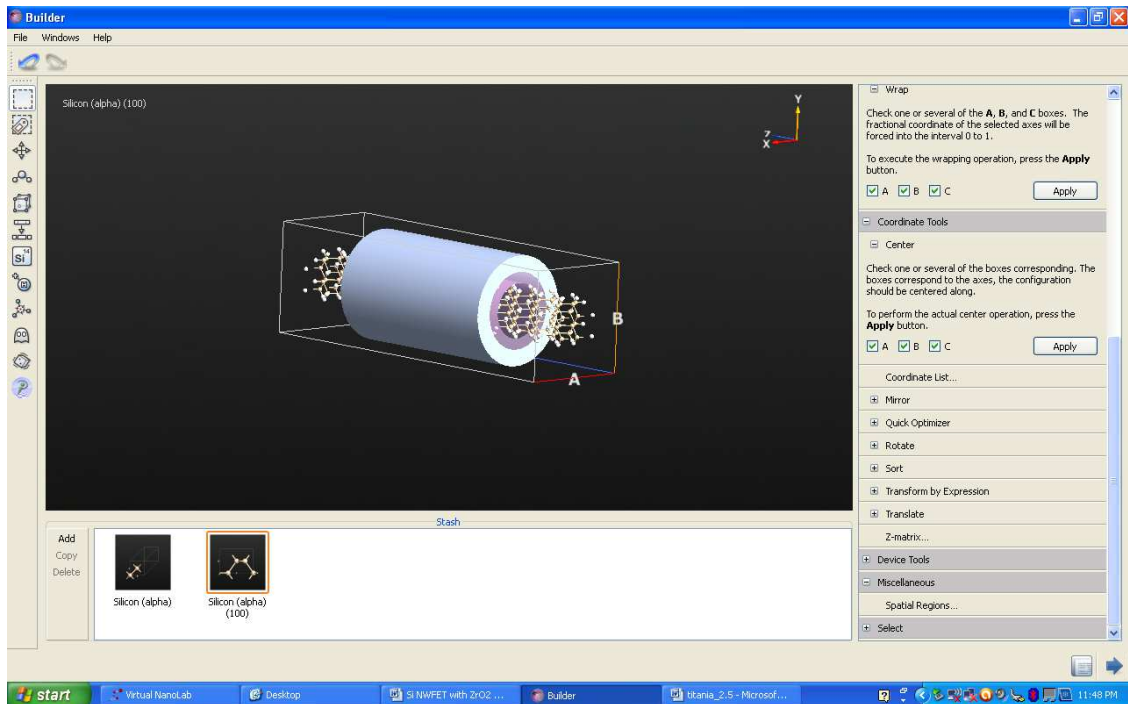 Builder
File Windows Help
Silicon (alpha) (100)
Y
Z
X
B
A
Stash
Add
Copy
Delete
Silicon (alpha)
Silicon (alpha)
(100)
Wrap
Check one or several of the A, B, and C boxes. The
fractional coordinate of the selected axes will be
forced into the interval 0 to 1.
To execute the wrapping operation, press the Apply
button.
A B C Apply
Coordinate Tools
Center
Check one or several of the boxes corresponding. The
boxes correspond to the axes, the configuration
should be centered along.
To perform the actual center operation, press the
Apply button.
A B C Apply
Coordinate List...
Mirror
Quick Optimizer
Rotate
Sort
Transform by Expression
Translate
Z-matrix...
Device Tools
Miscellaneous
Spatial Regions...
Select
start Virtual NanoLab Desktop Si NWFET with ZrO2 ... Builder titania_2.5 - Microsof... 11:48 PM